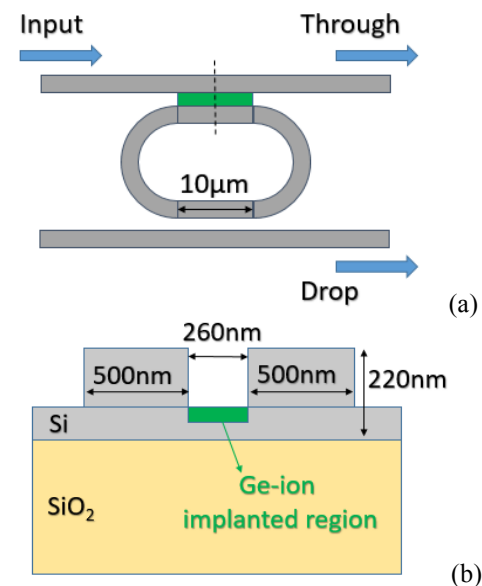 Input
Through
10μm
Drop
(a)
260nm
500nm
500nm
220nm
Si
Ge-ion
implanted region
SiO₂
(b)